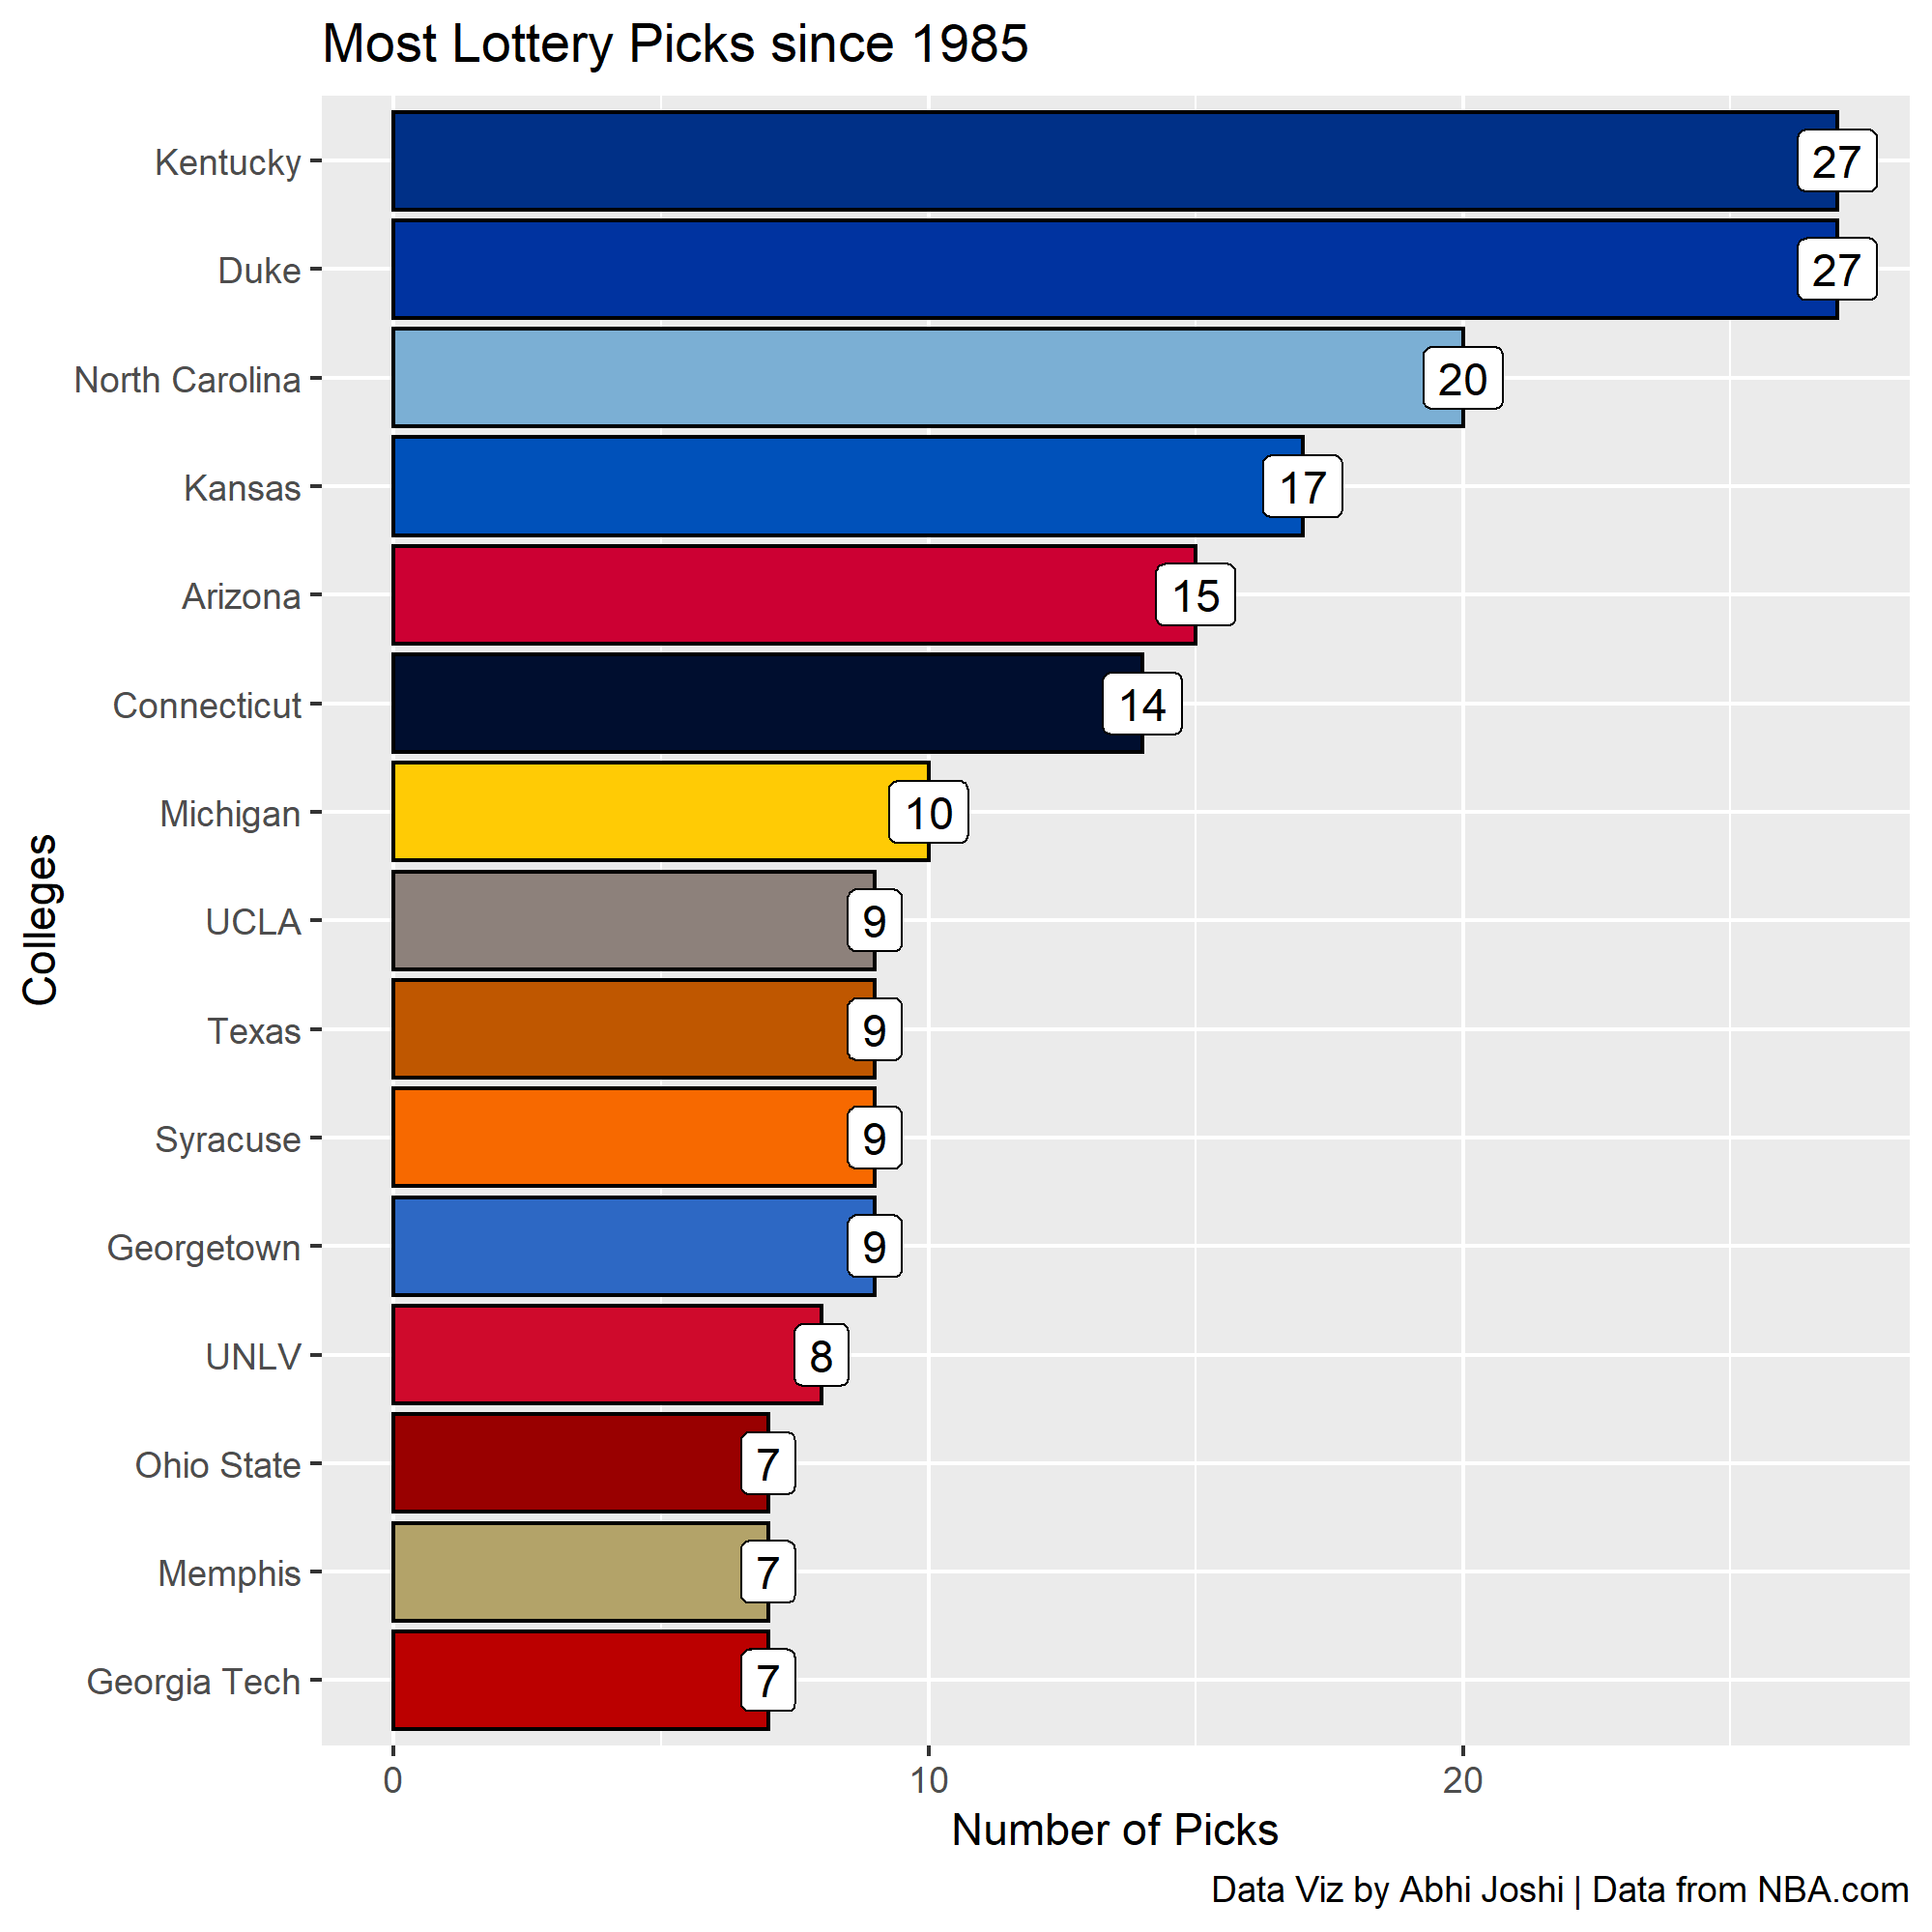 Most Lottery Picks since 1985
Colleges
Kentucky 27
Duke 27
North Carolina 20
Kansas 17
Arizona 15
Connecticut 14
Michigan 10
UCLA 9
Texas 9
Syracuse 9
Georgetown 9
UNLV 8
Ohio State 7
Memphis 7
Georgia Tech 7
0 10 20
Number of Picks
Data Viz by Abhi Joshi | Data from NBA.com